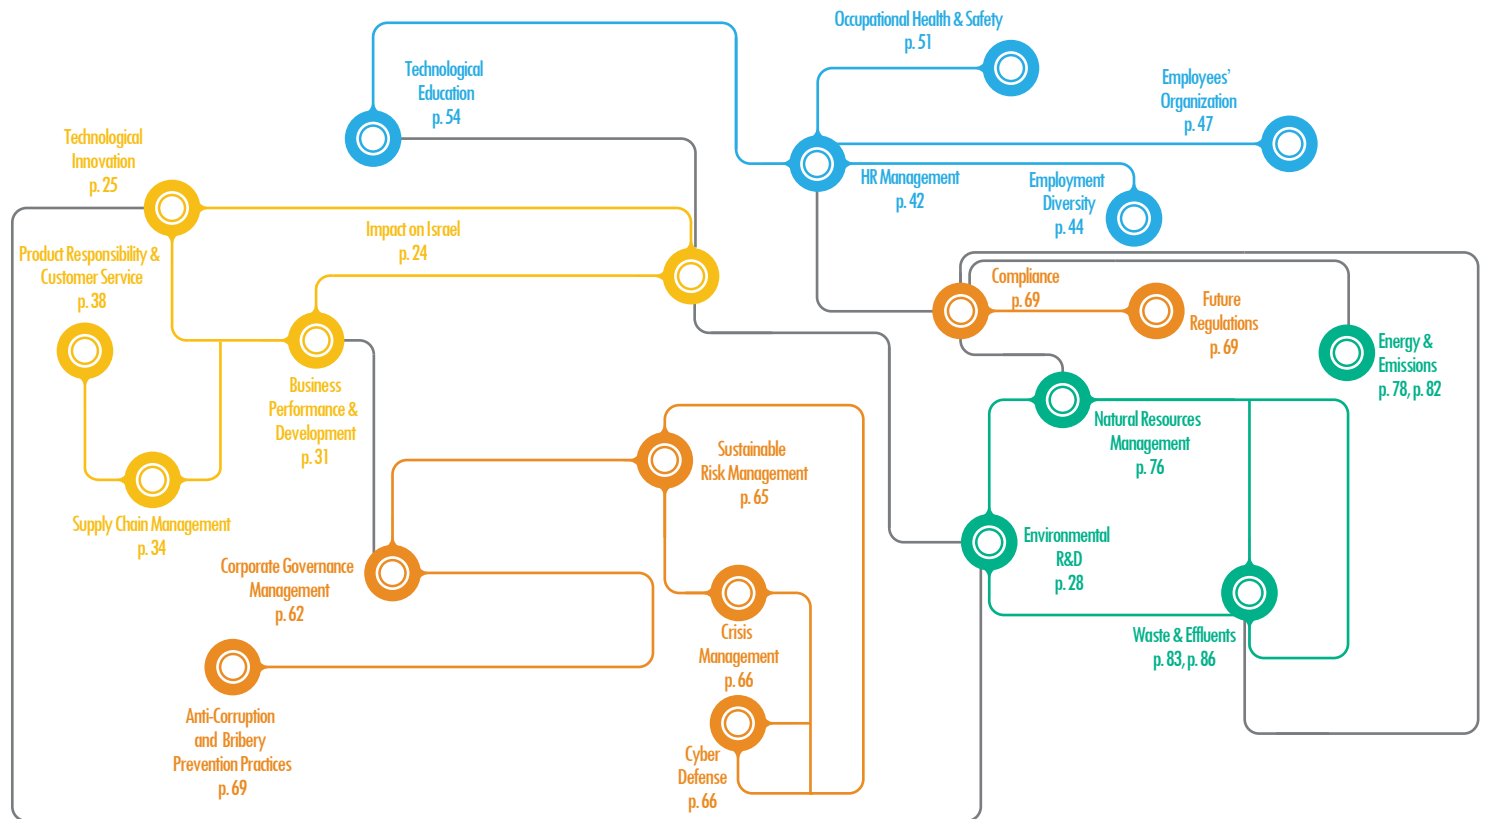 Occupational Health & Safety
p. 51
Technological
Education
p. 54
Employees’
Organization
p. 47
Technological
Innovation
p. 25
HR Management
p. 42
Employment
Diversity
p. 44
Impact on Israel
p. 24
Product Responsibility &
Customer Service
p. 38
Compliance
p. 69
Future
Regulations
p. 69
Energy &
Emissions
p. 78, p. 82
Business
Performance &
Development
p. 31
Natural Resources
Management
p. 76
Sustainable
Risk Management
p. 65
Supply Chain Management
p. 34
Environmental
R&D
p. 28
Corporate Governance
Management
p. 62
Crisis
Management
p. 66
Waste & Effluents
p. 83, p. 86
Anti-Corruption
and Bribery
Prevention Practices
p. 69
Cyber
Defense
p. 66